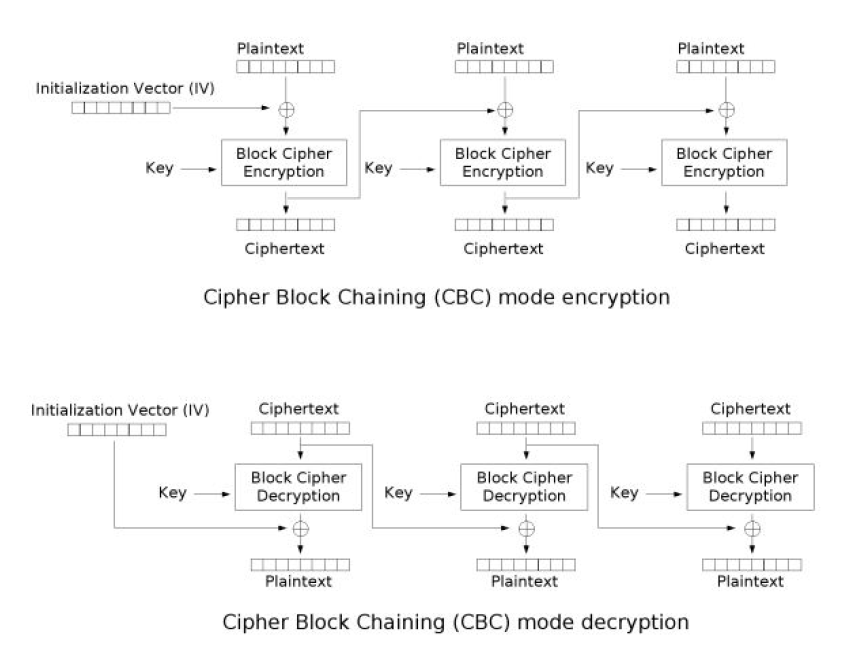 Plaintext Plaintext Plaintext
Initialization Vector (IV)
Key Block Cipher Encryption Key Block Cipher Encryption Key Block Cipher Encryption
Ciphertext Ciphertext Ciphertext
Cipher Block Chaining (CBC) mode encryption
Initialization Vector (IV) Ciphertext Ciphertext Ciphertext
Key Block Cipher Decryption Key Block Cipher Decryption Key Block Cipher Decryption
Plaintext Plaintext Plaintext
Cipher Block Chaining (CBC) mode decryption